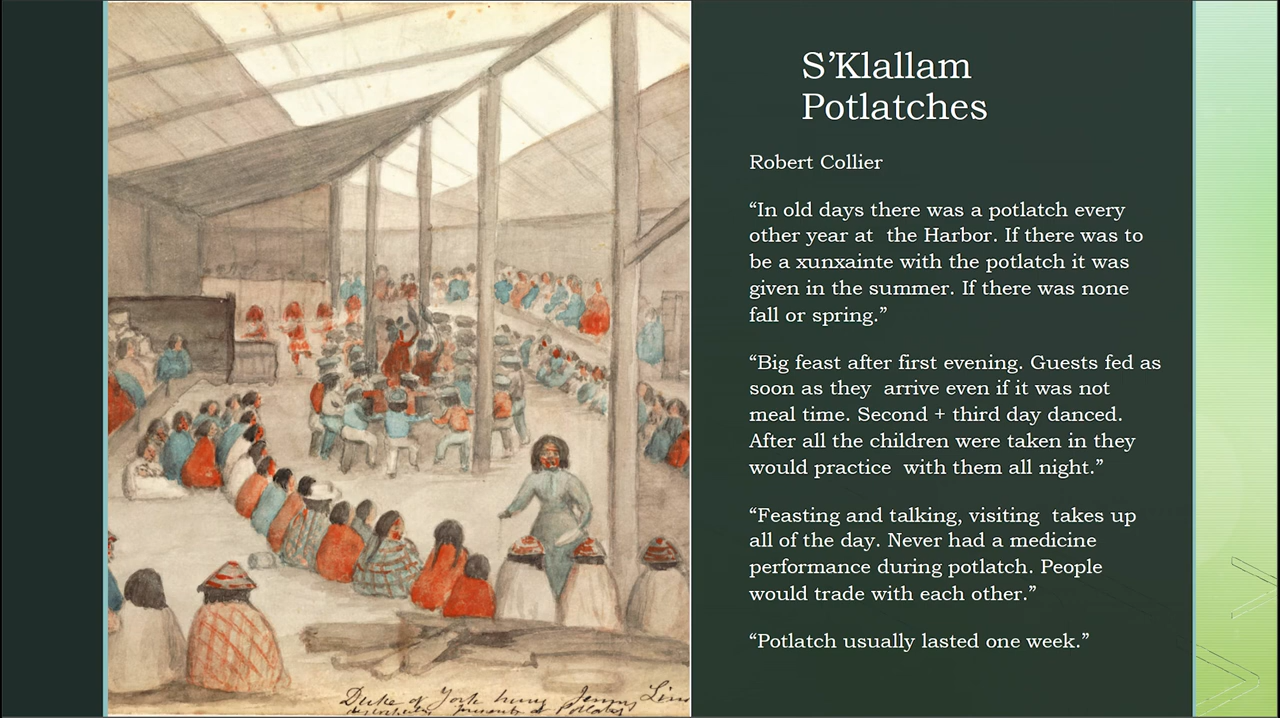 S’Klallam
Potlatches
Robert Collier
“In old days there was a potlatch every
other year at  the Harbor. If there was to
be a xunxainte with the potlatch it was
given in the summer. If there was none
fall or spring.”
“Big feast after first evening. Guests fed as
soon as they  arrive even if it was not
meal time. Second + third day danced.
After all the children were taken in they
would practice  with them all night.”
“Feasting and talking, visiting  takes up
all of the day. Never had a medicine
performance during potlatch. People
would trade with each other.”
“Potlatch usually lasted one week.”
Duke of York
presents at